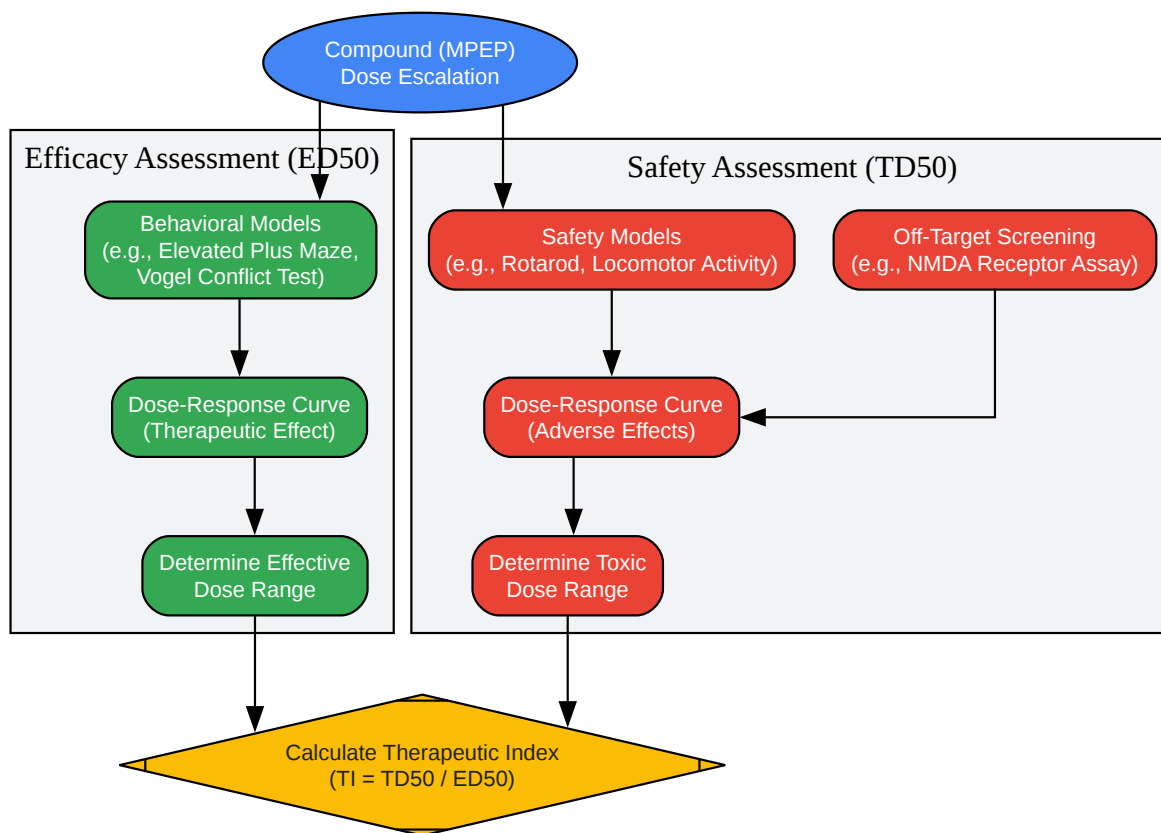 Compound (MPEP)
Dose Escalation
Efficacy Assessment (ED50)
Behavioral Models
(e.g., Elevated Plus Maze,
Vogel Conflict Test)
Dose-Response Curve
(Therapeutic Effect)
Determine Effective
Dose Range
Safety Assessment (TD50)
Safety Models
(e.g., Rotarod, Locomotor Activity)
Off-Target Screening
(e.g., NMDA Receptor Assay)
Dose-Response Curve
(Adverse Effects)
Determine Toxic
Dose Range
Calculate Therapeutic Index
(TI = TD50 / ED50)